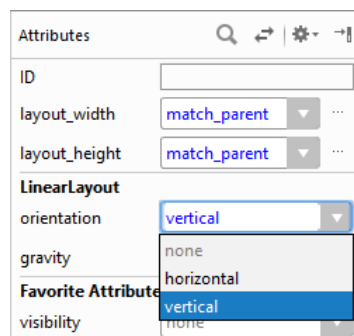 Attributes
ID
layout_width match_parent ...
layout_height match_parent ...
LinearLayout
orientation vertical
none
gravity
horizontal
Favorite Attribute
vertical
visibility none